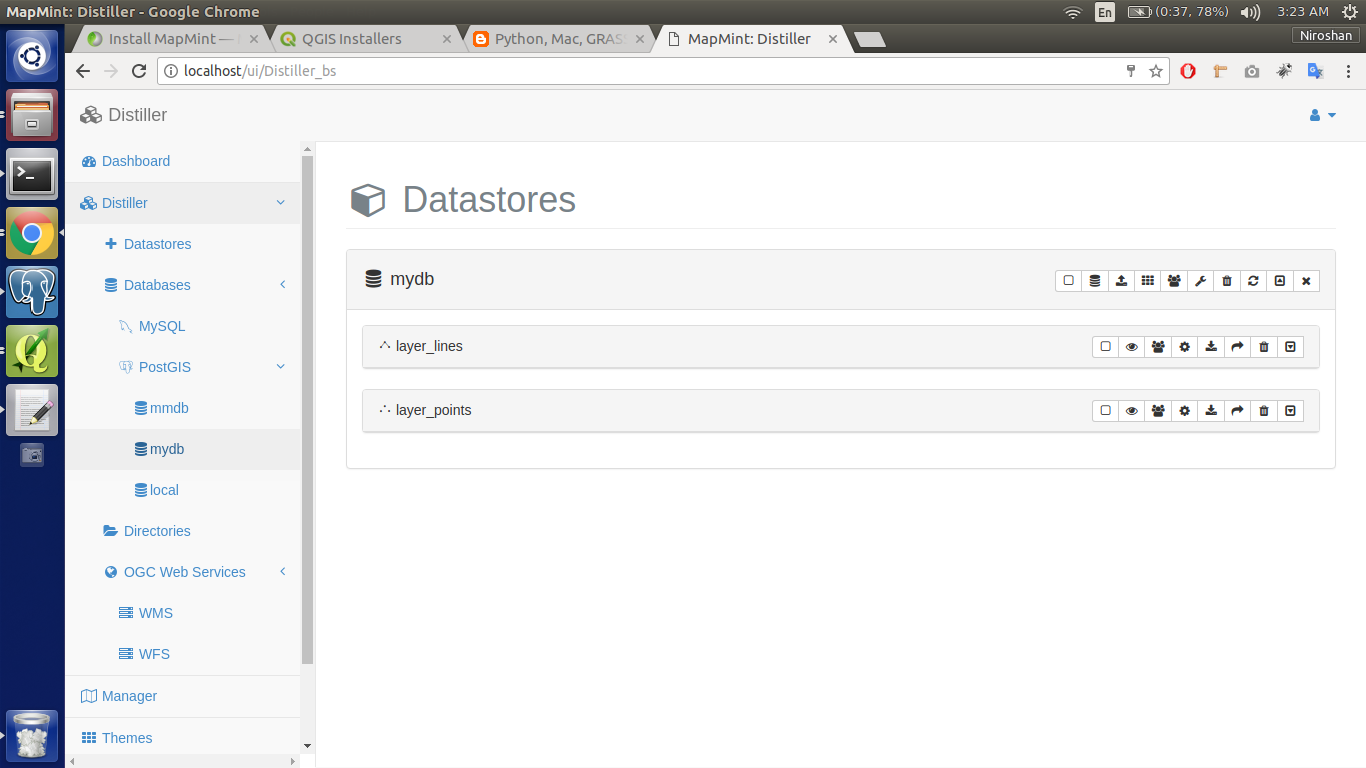 MapMint: Distiller - Google Chrome
En
(0:37, 78%)
3:23 AM
Install MapMint —
QGIS Installers
Python, Mac, GRAS
MapMint: Distiller
Niroshan
localhost/ui/Distiller_bs
Distiller
Dashboard
Distiller
Datastores
Databases
MySQL
PostGIS
mmdb
mydb
local
Directories
OGC Web Services
WMS
WFS
Manager
Themes
Datastores
mydb
layer_lines
layer_points